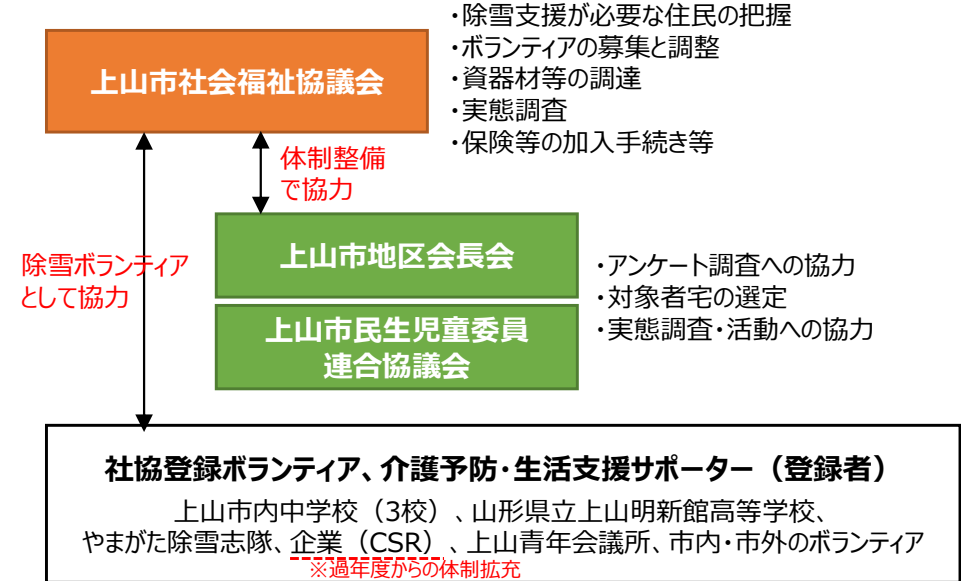 ・除雪支援が必要な住民の把握
・ボランティアの募集と調整
・資器材等の調達
・実態調査
・保険等の加入手続き等
上山市社会福祉協議会
体制整備
で協力
除雪ボランティア
として協力
上山市地区会長会
上山市民生児童委員
連合協議会
・アンケート調査への協力
・対象者宅の選定
・実態調査・活動への協力
社協登録ボランティア、介護予防・生活支援サポーター（登録者）
上山市内中学校（3校）、山形県立上山明新館高等学校、
やまがた除雪志隊、企業（CSR）、上山青年会議所、市内・市外のボランティア
※過年度からの体制拡充